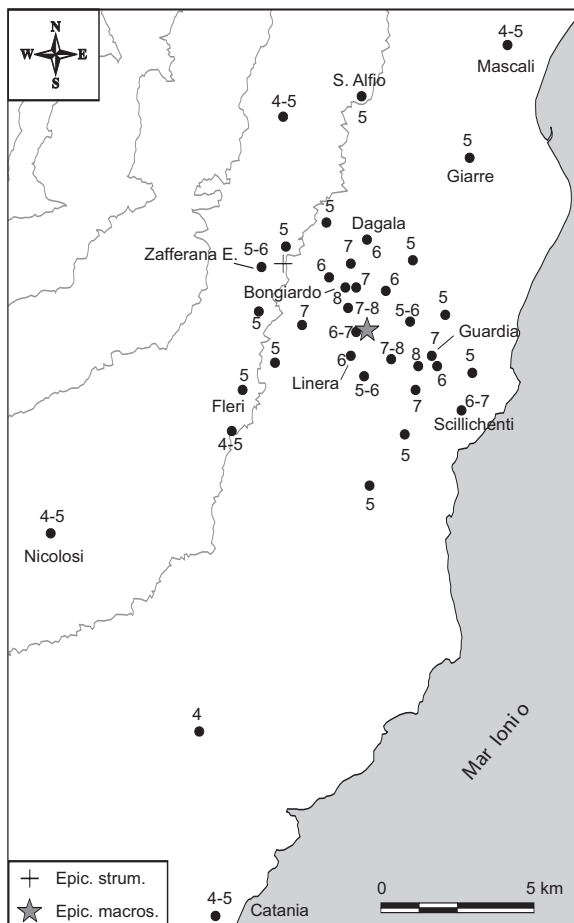 N
W E
S
4-5
Mascali
S. Alfio
4-5
5
5
Giarre
5
Dagala
5
6
5
5-6
Zafferana E.
7
6
7
6
Bongiardo
8
7-8
5-6
5
5
7
6-7
7
Guardia
6
7-8
8
5
5
Linera
6
5-6
5
Fleri
7
6-7
Scillichenti
4-5
5
5
4-5
Nicolosi
4
Mar Ionio
Epic. strum.
Epic. macros.
4-5
Catania
0 5 km